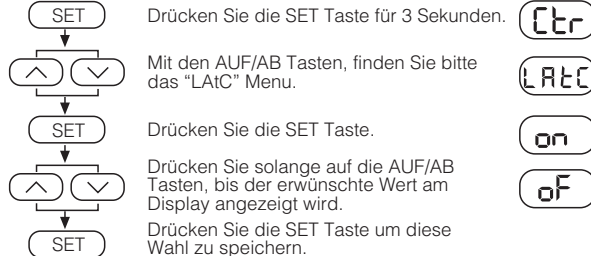 SET Drücken Sie die SET Taste für 3 Sekunden. Ctr
Mit den AUF/AB Tasten, finden Sie bitte
das “LAtC” Menu. LAtC
SET Drücken Sie die SET Taste. on
Drücken Sie solange auf die AUF/AB
Tasten, bis der erwünschte Wert am oF
Display angezeigt wird.
Drücken Sie die SET Taste um diese
SET Wahl zu speichern.